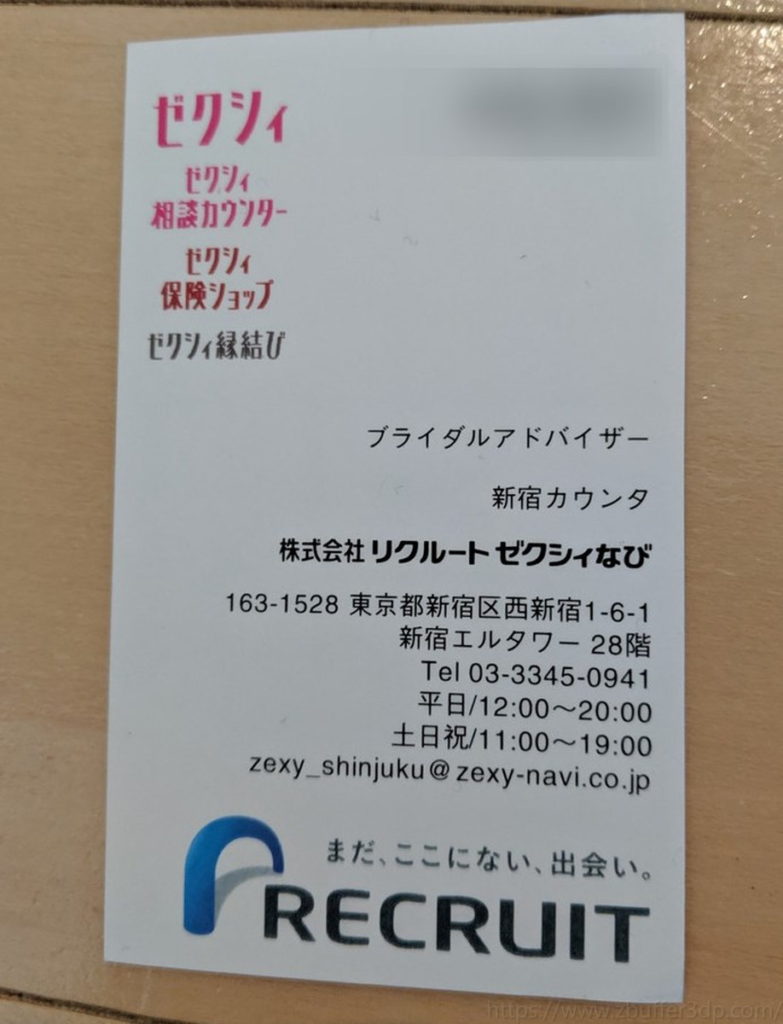 ゼクシィ
ゼクシィ
相談カウンター
ゼクシィ
保険ショップ
ゼクシィ縁結び
ブライダルアドバイザー
新宿カウンタ
株式会社 リクルート ゼクシィなび
163-1528 東京都新宿区西新宿1-6-1
新宿エルタワー 28階
Tel 03-3345-0941
平日/12:00〜20:00
土日祝/11:00〜19:00
zexy_shinjuku@zexy-navi.co.jp
まだ、ここにない、出会い。
RECRUIT
https://www.zbuffer3dp.com/